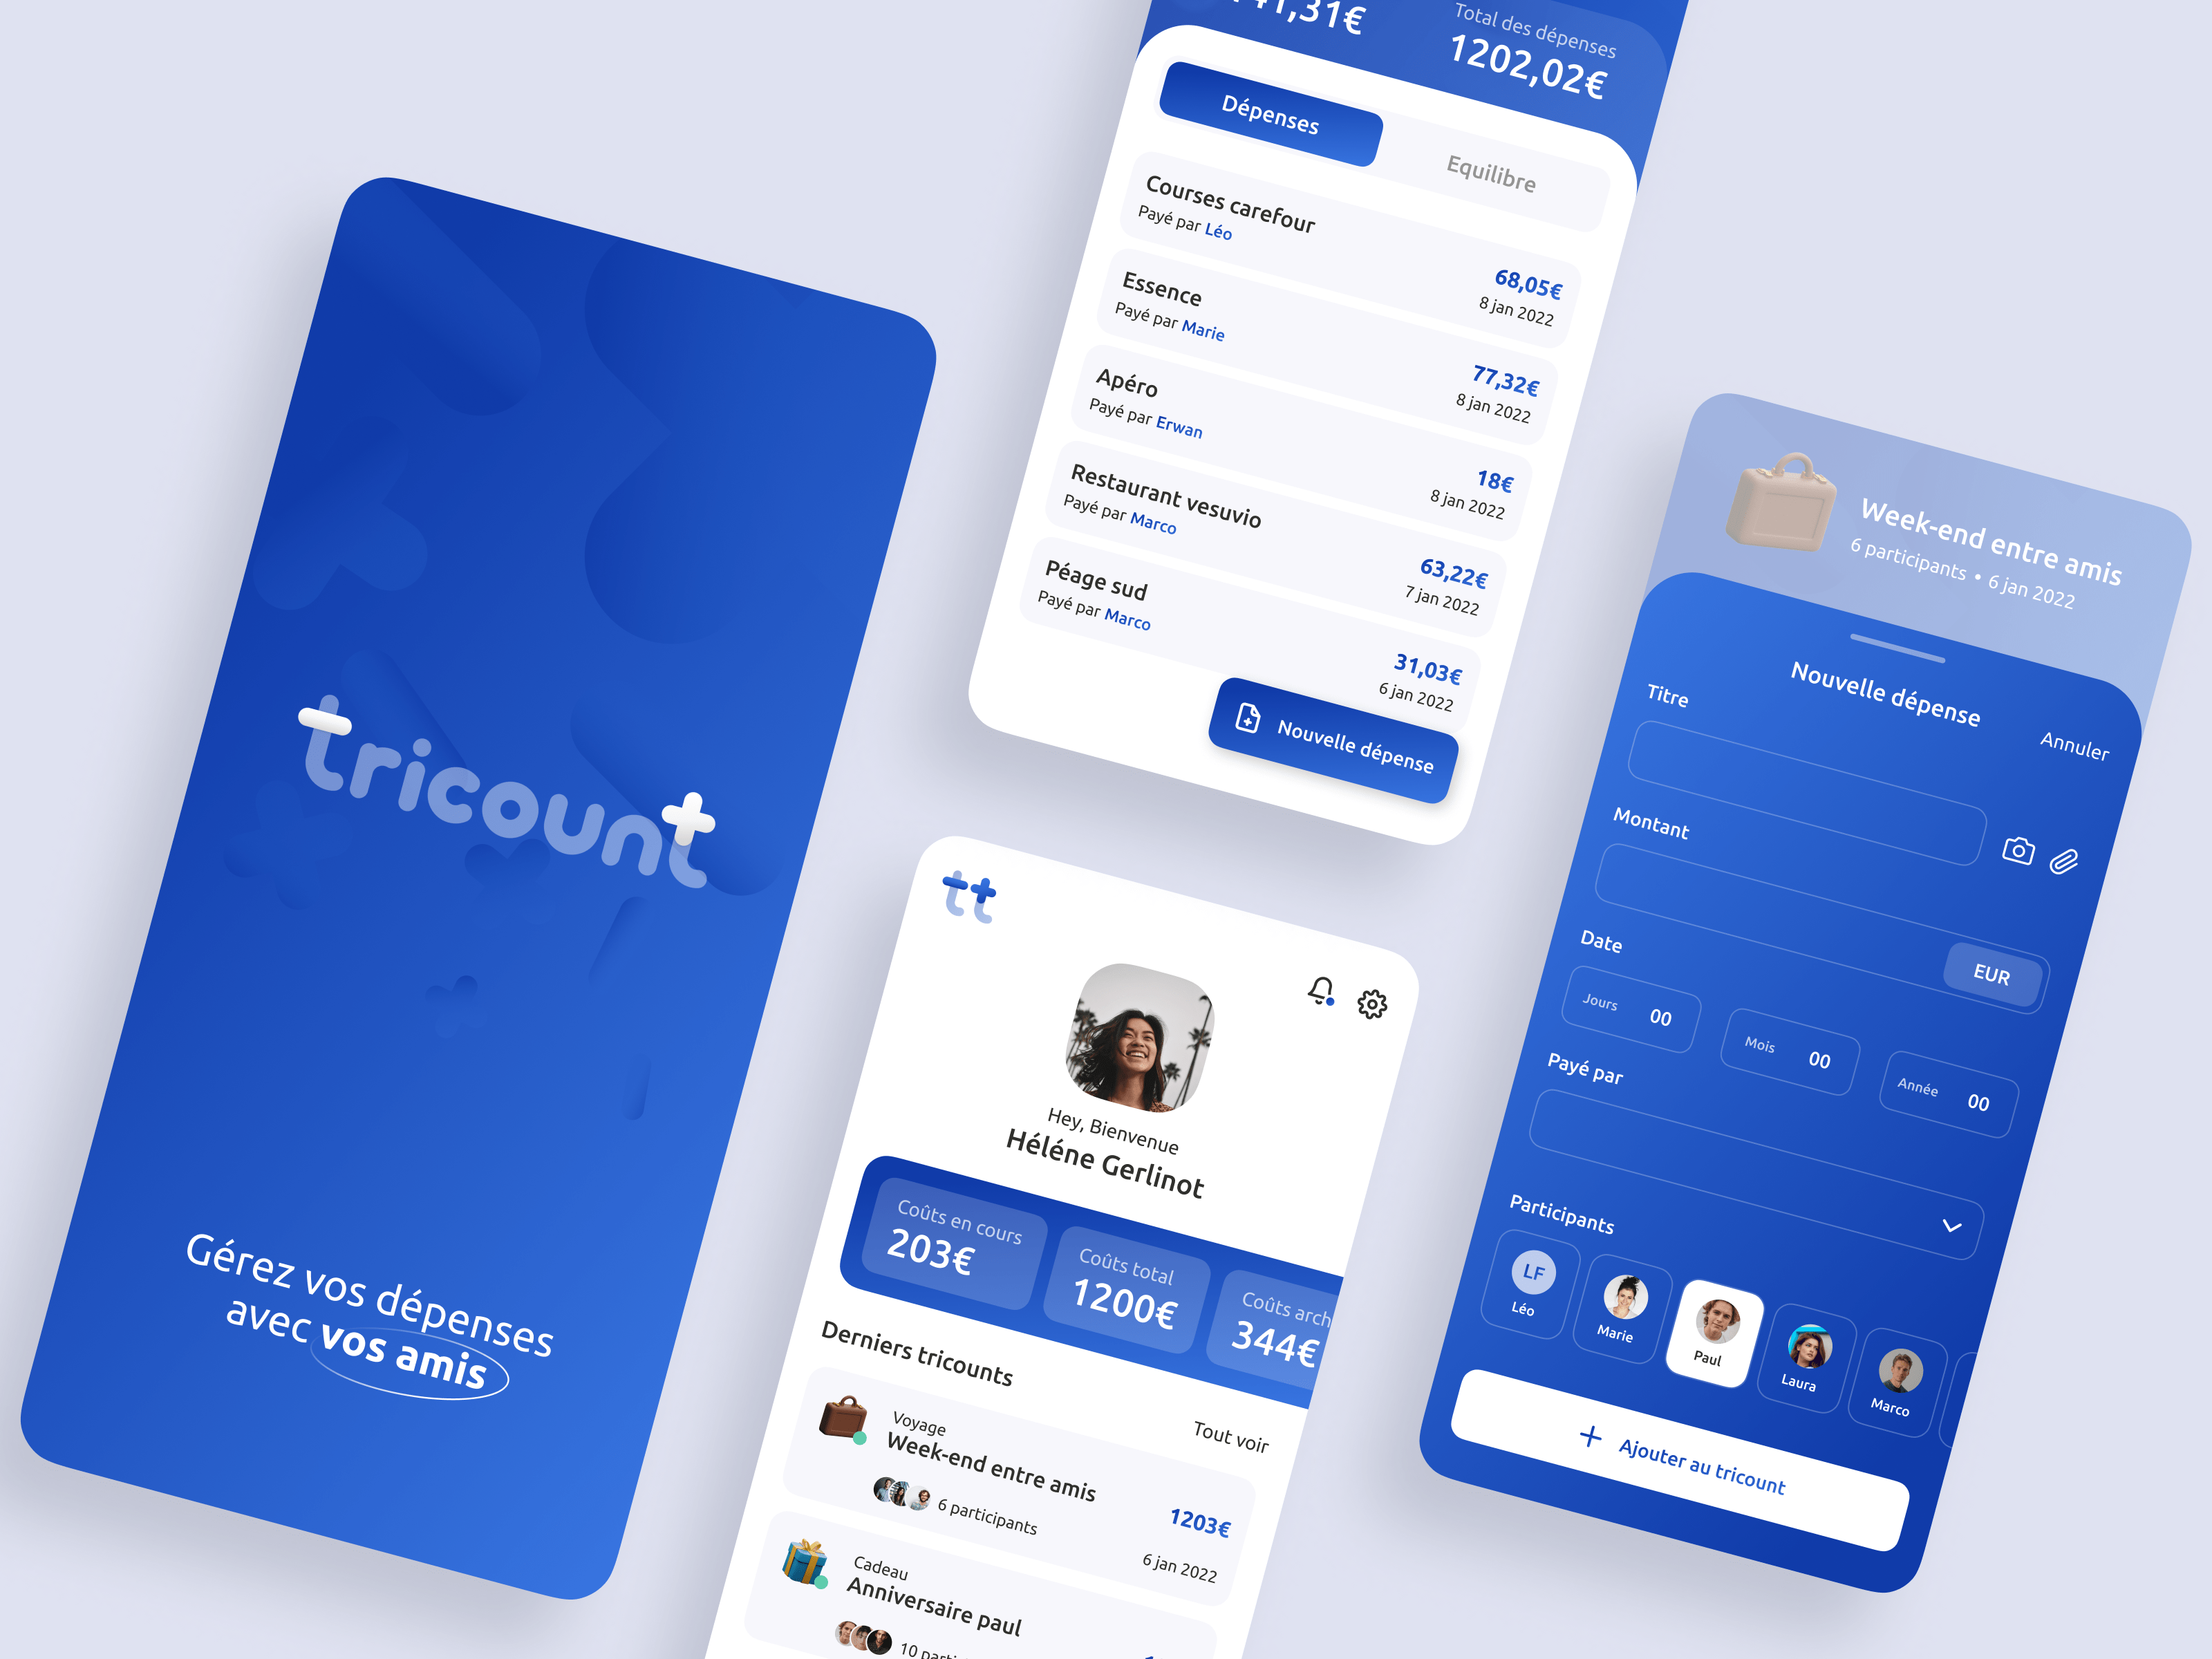 tricount
Gérez vos dépenses
avec vos amis
41,31€
Total des dépenses
1202,02€
Dépenses
Equilibre
Courses carefour
Payé par Léo
68,05€
8 jan 2022
Essence
Payé par Marie
77,32€
8 jan 2022
Apéro
Payé par Erwan
18€
8 jan 2022
Restaurant vesuvio
Payé par Marco
63,22€
7 jan 2022
Péage sud
Payé par Marco
31,03€
6 jan 2022
Nouvelle dépense
tt
Hey, Bienvenue
Héléne Gerlinot
Coûts en cours
203€
Coûts total
1200€
Coûts arch
344€
Derniers tricounts
Tout voir
Voyage
Week-end entre amis
6 participants
1203€
6 jan 2022
Cadeau
Anniversaire paul
10 parti
Week-end entre amis
6 participants • 6 jan 2022
Nouvelle dépense
Annuler
Titre
Montant
EUR
Date
Jours 00
Mois 00
Année 00
Payé par
Participants
LF
Léo
Marie
Paul
Laura
Marco
Ajouter au tricount